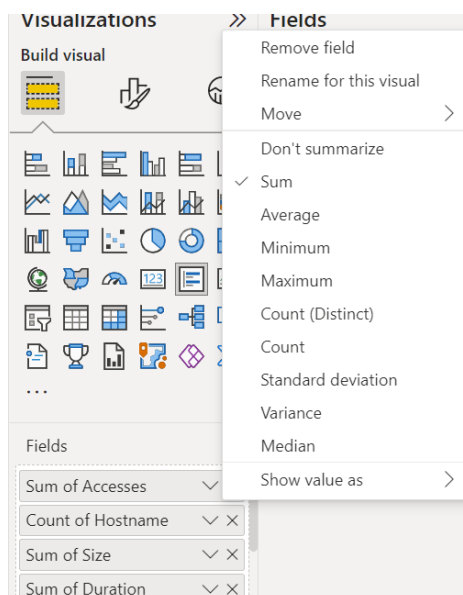 Visualizations
Fields
Build visual
Remove field
Rename for this visual
Move
Don't summarize
Sum
Average
Minimum
Maximum
Count (Distinct)
Count
Standard deviation
Variance
Median
Show value as
123
...
Fields
Sum of Accesses
Count of Hostname
Sum of Size
Sum of Duration